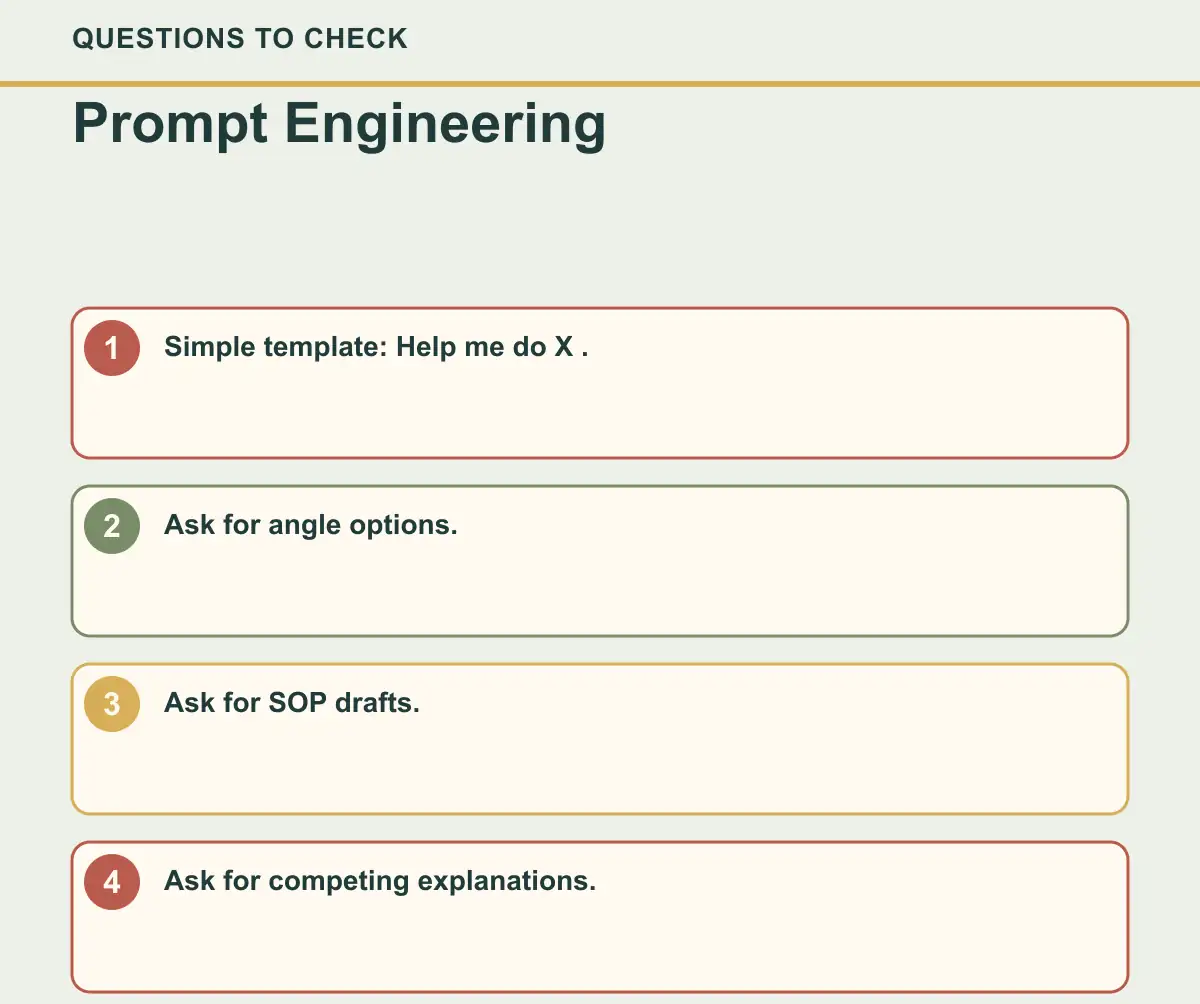 QUESTIONS TO CHECK
Prompt Engineering
1 Simple template: Help me do X .
2 Ask for angle options.
3 Ask for SOP drafts.
4 Ask for competing explanations.